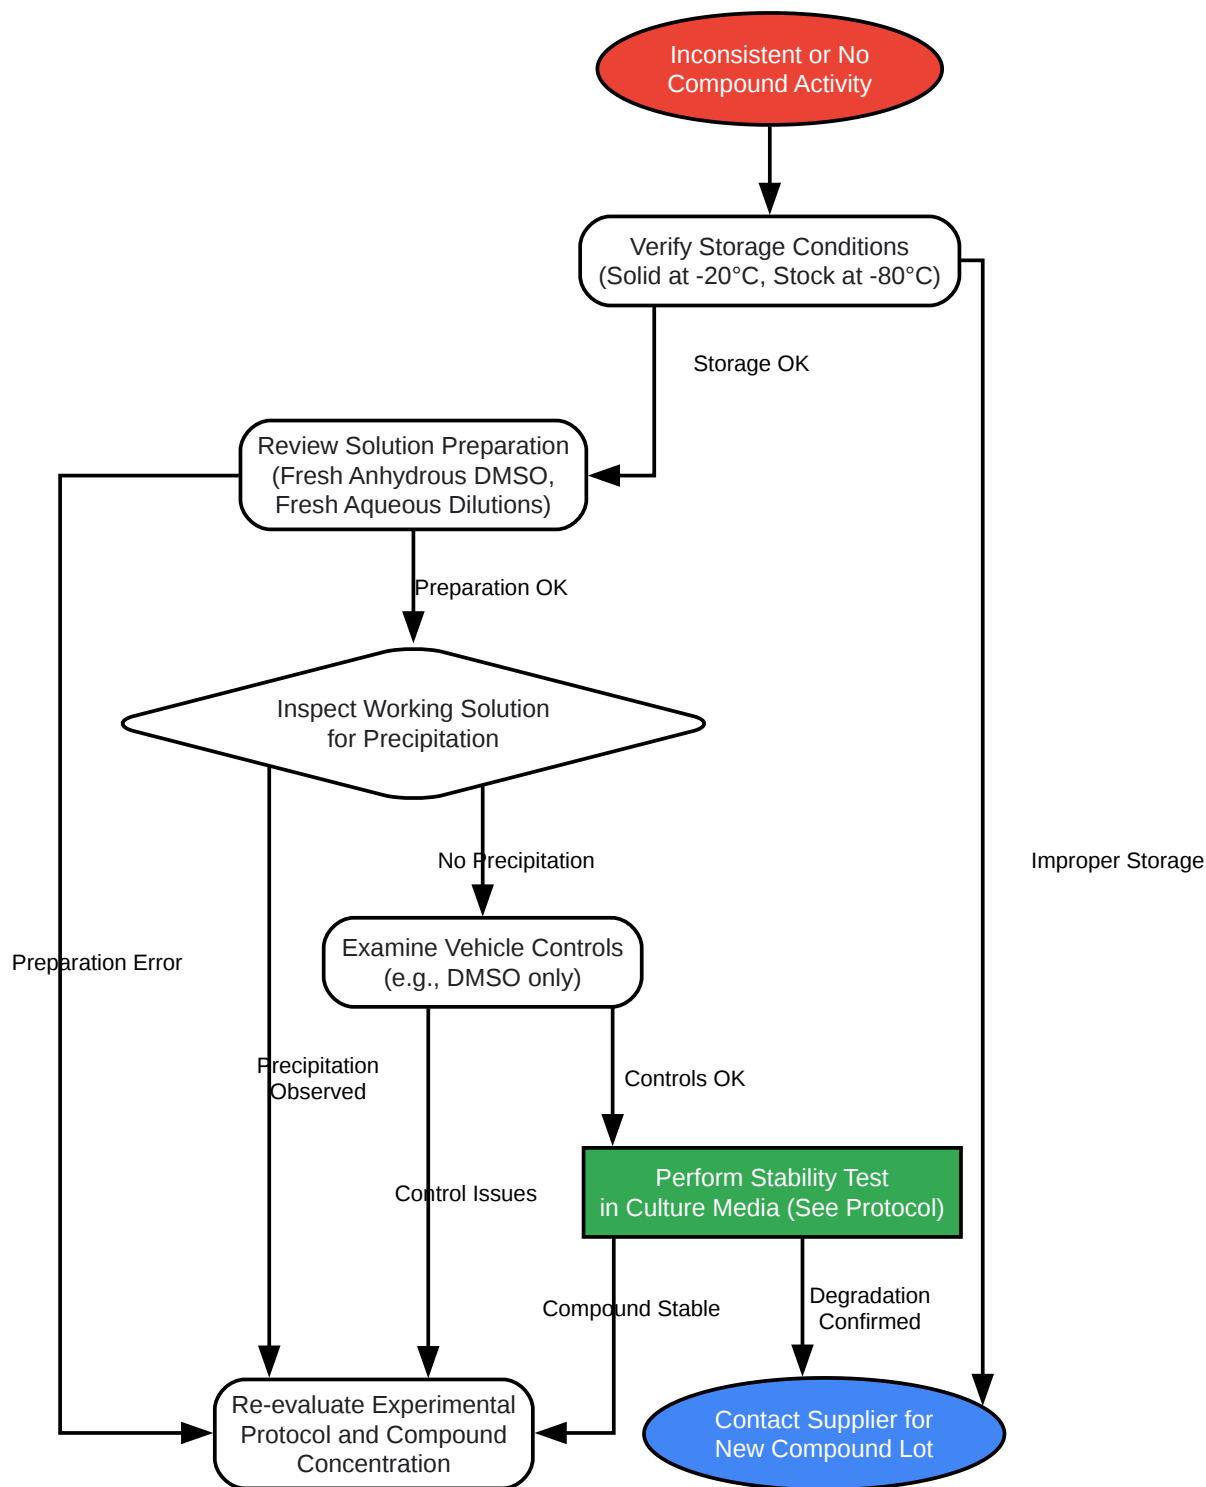 Inconsistent or No
Compound Activity
Verify Storage Conditions
(Solid at -20°C, Stock at -80°C)
Storage OK
Review Solution Preparation
(Fresh Anhydrous DMSO,
Fresh Aqueous Dilutions)
Preparation OK
Inspect Working Solution
for Precipitation
No Precipitation
Improper Storage
Examine Vehicle Controls
(e.g., DMSO only)
Preparation Error
Precipitation
Observed
Controls OK
Control Issues
Perform Stability Test
in Culture Media (See Protocol)
Compound Stable
Degradation
Confirmed
Re-evaluate Experimental
Protocol and Compound
Concentration
Contact Supplier for
New Compound Lot